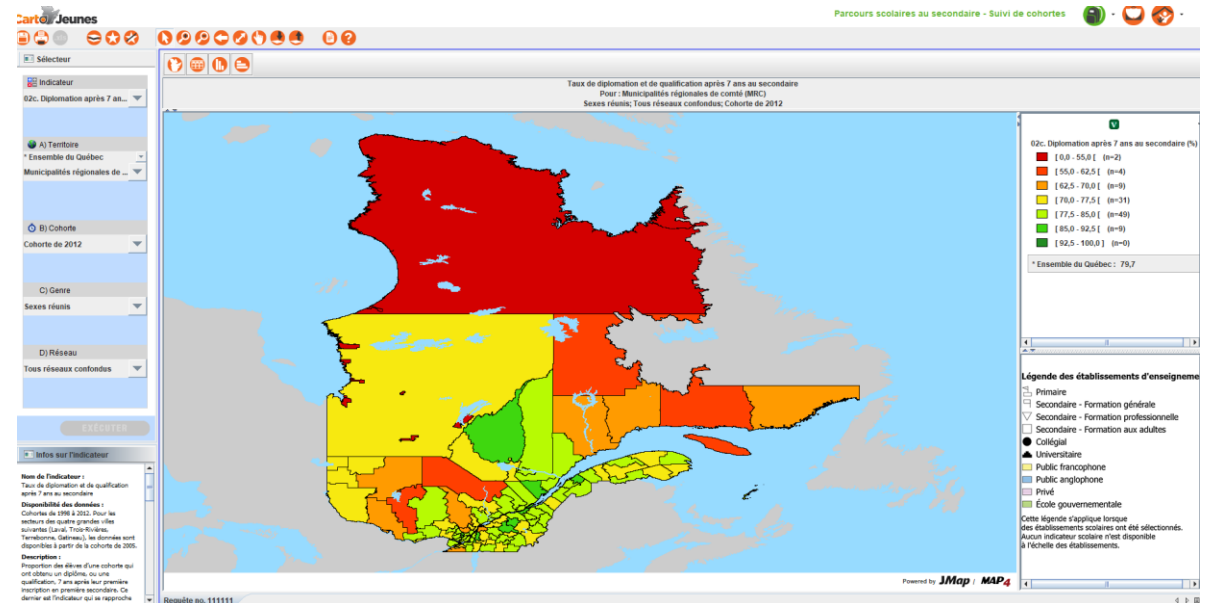 CartoJeunes
Parcours scolaires au secondaire - Suivi de cohortes
Sélecteur
Indicateur
02c. Diplomation après 7 an...
A) Territoire
* Ensemble du Québec
Municipalités régionales de ...
B) Cohorte
Cohorte de 2012
C) Genre
Sexes réunis
D) Réseau
Tous réseaux confondus
EXÉCUTER
Infos sur l'indicateur
Nom de l'indicateur :
Taux de diplomation et de qualification
après 7 ans au secondaire
Disponibilité des données :
Cohortes de 1998 à 2012. Pour les
secteurs des quatre grandes villes
suivantes (Laval, Trois-Rivières,
Terrebonne, Gatineau), les données sont
disponibles à partir de la cohorte de 2005.
Description :
Proportion des élèves d'une cohorte qui
ont obtenu un diplôme, ou une
qualification, 7 ans après leur première
inscription en première secondaire. Ce
dernier est l'indicateur qui se rapproche
Taux de diplomation et de qualification après 7 ans au secondaire
Pour : Municipalités régionales de comté (MRC)
Sexes réunis; Tous réseaux confondus; Cohorte de 2012
02c. Diplomation après 7 ans au secondaire (%)
[ 0,0 - 55,0 [ (n=2)
[ 55,0 - 62,5 [ (n=4)
[ 62,5 - 70,0 [ (n=9)
[ 70,0 - 77,5 [ (n=31)
[ 77,5 - 85,0 [ (n=49)
[ 85,0 - 92,5 [ (n=9)
[ 92,5 - 100,0 ] (n=0)
* Ensemble du Québec : 79,7
Légende des établissements d'enseigneme
Primaire
Secondaire - Formation générale
Secondaire - Formation professionnelle
Secondaire - Formation aux adultes
Collégial
Universitaire
Public francophone
Public anglophone
Privé
École gouvernementale
Cette légende s'applique lorsque
des établissements scolaires ont été sélectionnés.
Aucun indicateur scolaire n'est disponible
à l'échelle des établissements.
Powered by JMap | MAP4
Requête no. 111111